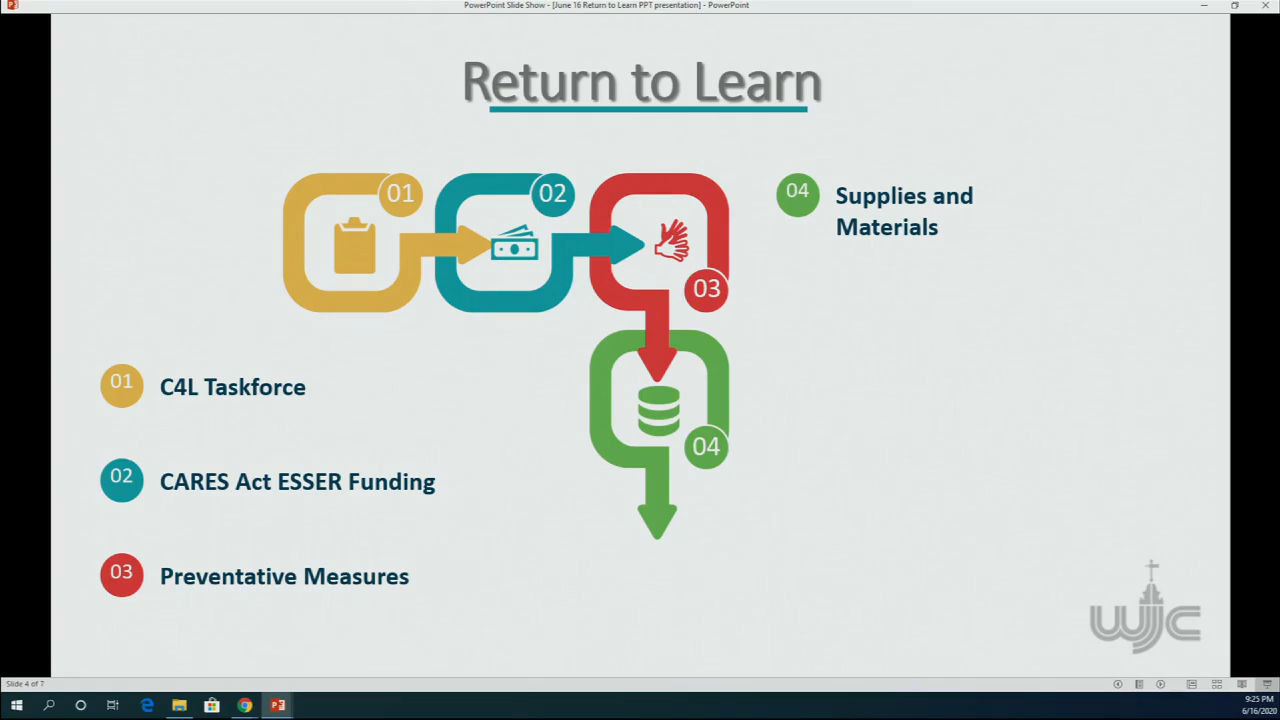 PowerPoint Slide Show - [June 16 Return to Learn PPT presentation] - PowerPoint
Return to Learn
01
02
03
04
04
Supplies and
Materials
01
C4L Taskforce
02
CARES Act ESSER Funding
03
Preventative Measures
WJC
Slide 4 of 7
9:25 PM
6/16/2020